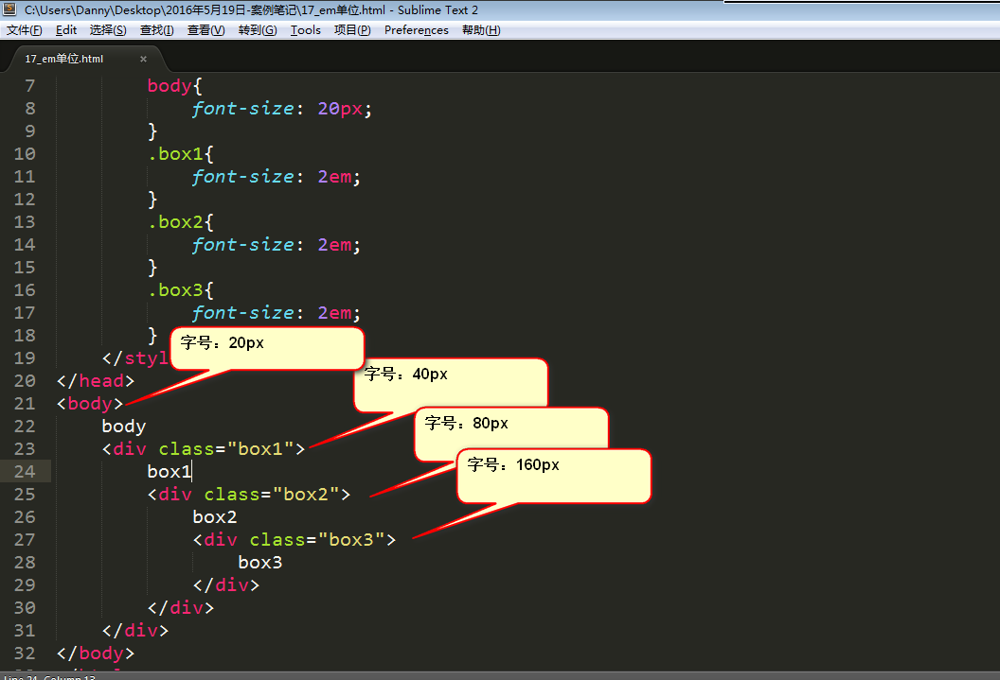 C:\Users\Danny\Desktop\2016年5月19日-案例笔记\17_em单位.html - Sublime Text 2
文件(F) Edit 选择(S) 查找(I) 查看(V) 转到(G) Tools 项目(P) Preferences 帮助(H)
17_em单位.html ×
7 body{
8 font-size: 20px;
9 }
10 .box1{
11 font-size: 2em;
12 }
13 .box2{
14 font-size: 2em;
15 }
16 .box3{
17 font-size: 2em;
18 }
字号：20px
19 </styl
字号：40px
20 </head>
21 <body>
22 body
字号：80px
23 <div class="box1">
字号：160px
24 box1
25 <div class="box2">
26 box2
27 <div class="box3">
28 box3
29 </div>
30 </div>
31 </div>
32 </body>
Line 24, Column 13